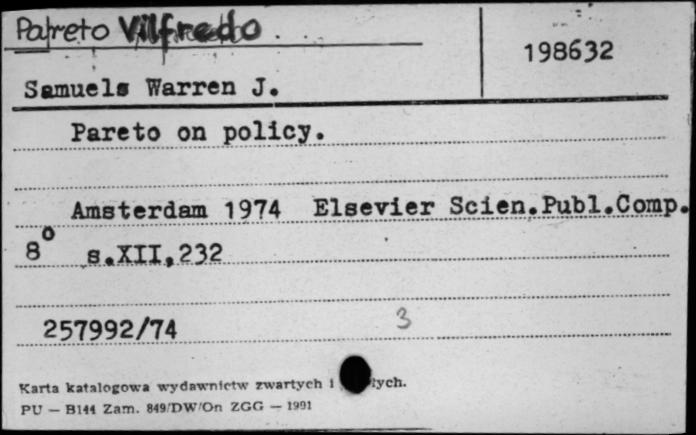 Pareto Vilfredo
198632
Samuels Warren J.
Pareto on policy.
Amsterdam 1974 Elsevier Scien.Publ.Comp.
8° s.XII,232
257992/74 3
Karta katalogowa wydawnictw zwartych i
PU — B144 Zam. 849/DW/On ZGG — 1991